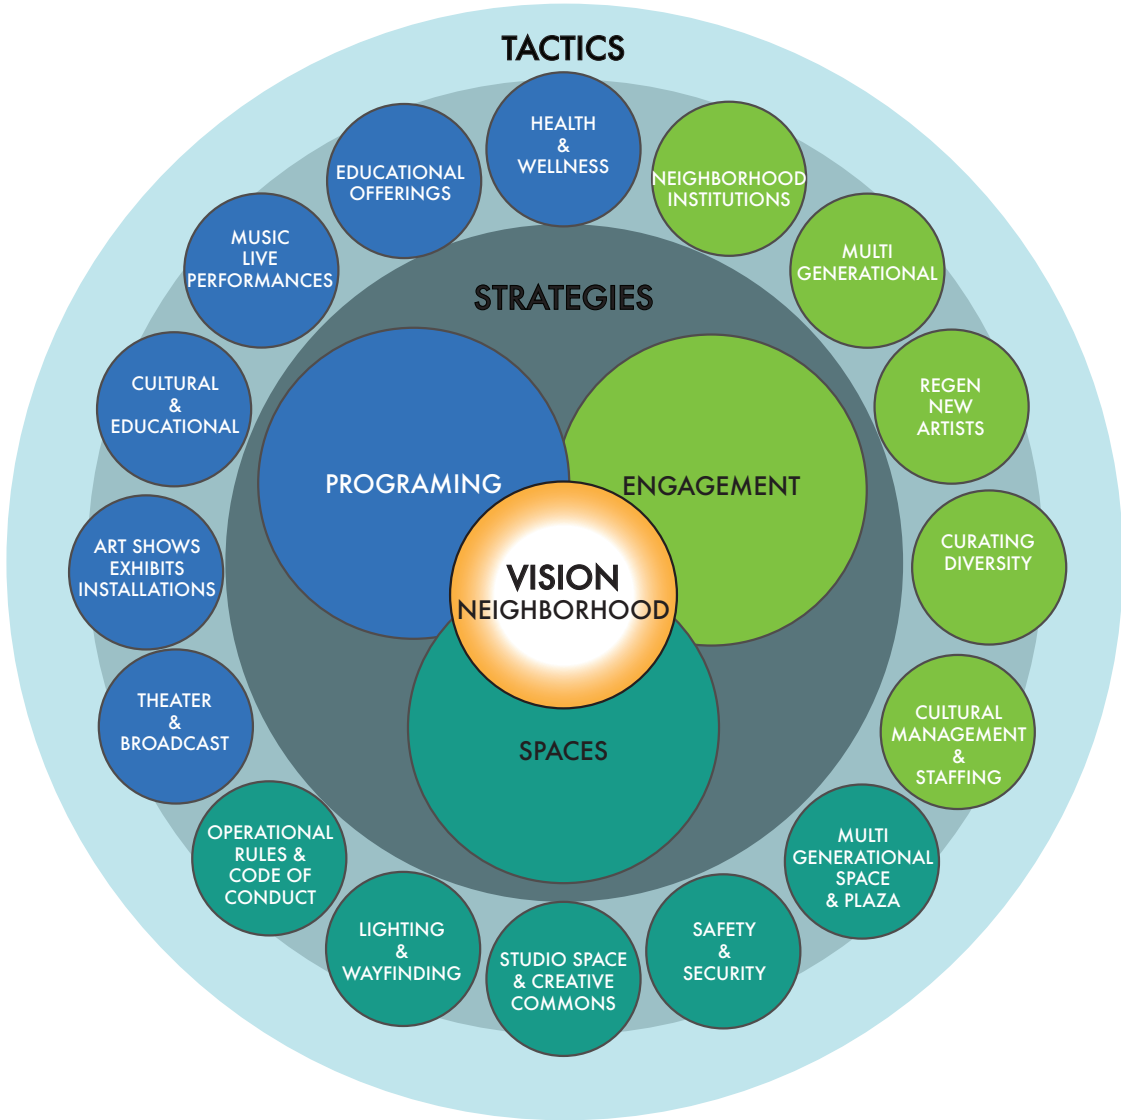 TACTICS
HEALTH
&
WELLNESS
NEIGHBORHOOD
INSTITUTIONS
MULTI
GENERATIONAL
REGEN
NEW
ARTISTS
CURATING
DIVERSITY
CULTURAL
MANAGEMENT
&
STAFFING
MULTI
GENERATIONAL
SPACE
& PLAZA
SAFETY
&
SECURITY
STUDIO SPACE
& CREATIVE
COMMONS
LIGHTING
&
WAYFINDING
OPERATIONAL
RULES &
CODE OF
CONDUCT
THEATER
&
BROADCAST
ART SHOWS
EXHIBITS
INSTALLATIONS
CULTURAL
&
EDUCATIONAL
MUSIC
LIVE
PERFORMANCES
EDUCATIONAL
OFFERINGS
STRATEGIES
PROGRAMING
ENGAGEMENT
VISION
NEIGHBORHOOD
SPACES